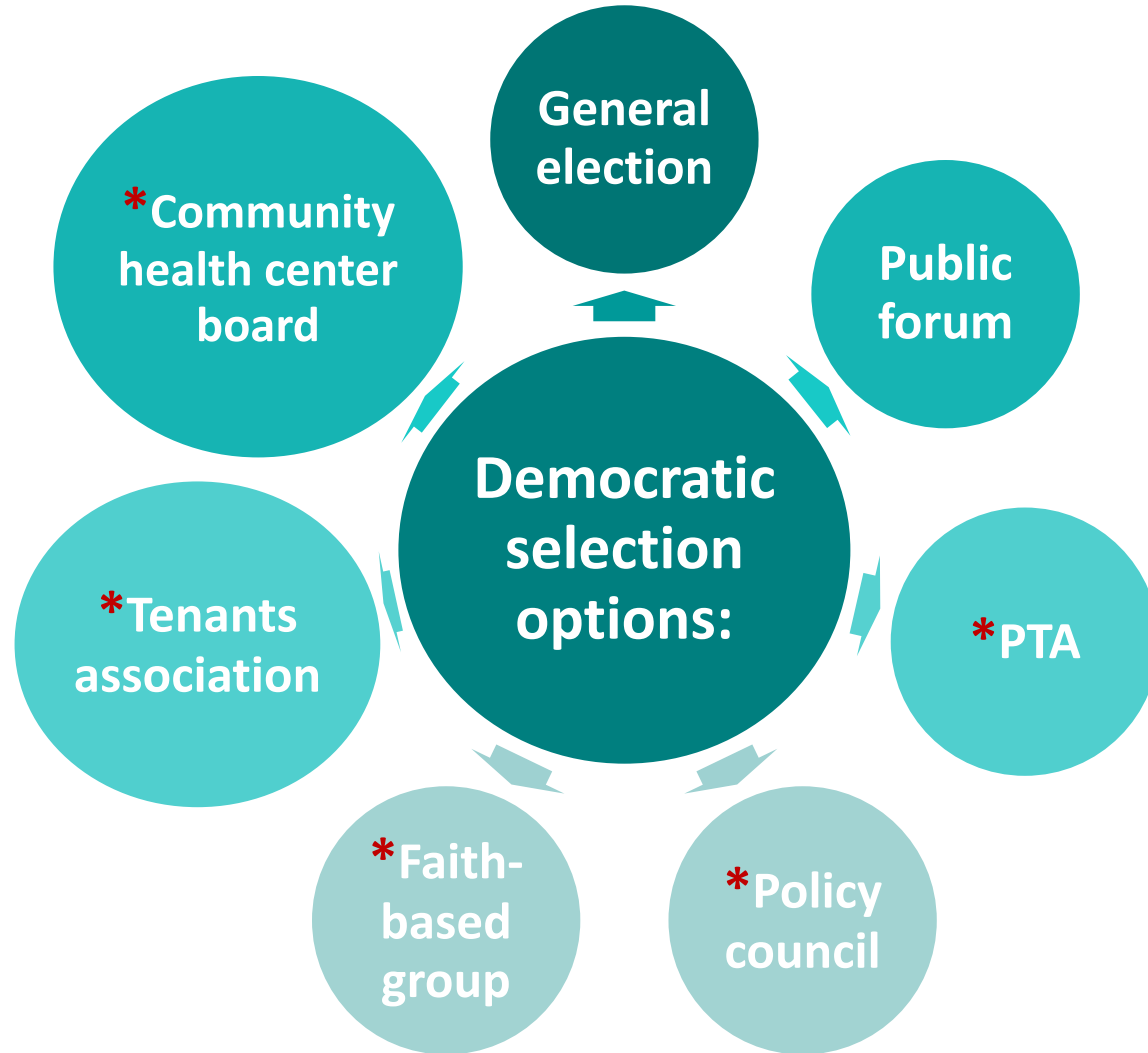 General
election
Public
forum
*PTA
*Policy
council
*Faith-
based
group
*Tenants
association
*Community
health center
board
Democratic
selection
options: